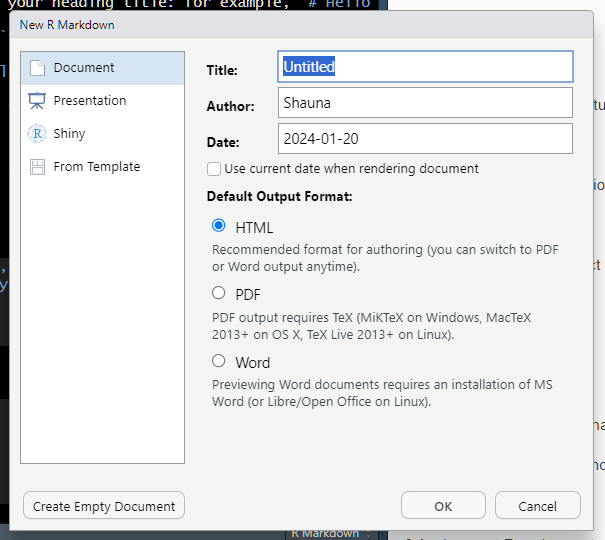 your heading title: for example, # Hello
New R Markdown
Document
Presentation
Shiny
From Template
Title: Untitled
Author: Shauna
Date: 2024-01-20
Use current date when rendering document
Default Output Format:
HTML
Recommended format for authoring (you can switch to PDF
or Word output anytime).
PDF
PDF output requires TeX (MiKTeX on Windows, MacTeX
2013+ on OS X, TeX Live 2013+ on Linux).
Word
Previewing Word documents requires an installation of MS
Word (or Libre/Open Office on Linux).
Create Empty Document
OK
Cancel
R Markdown